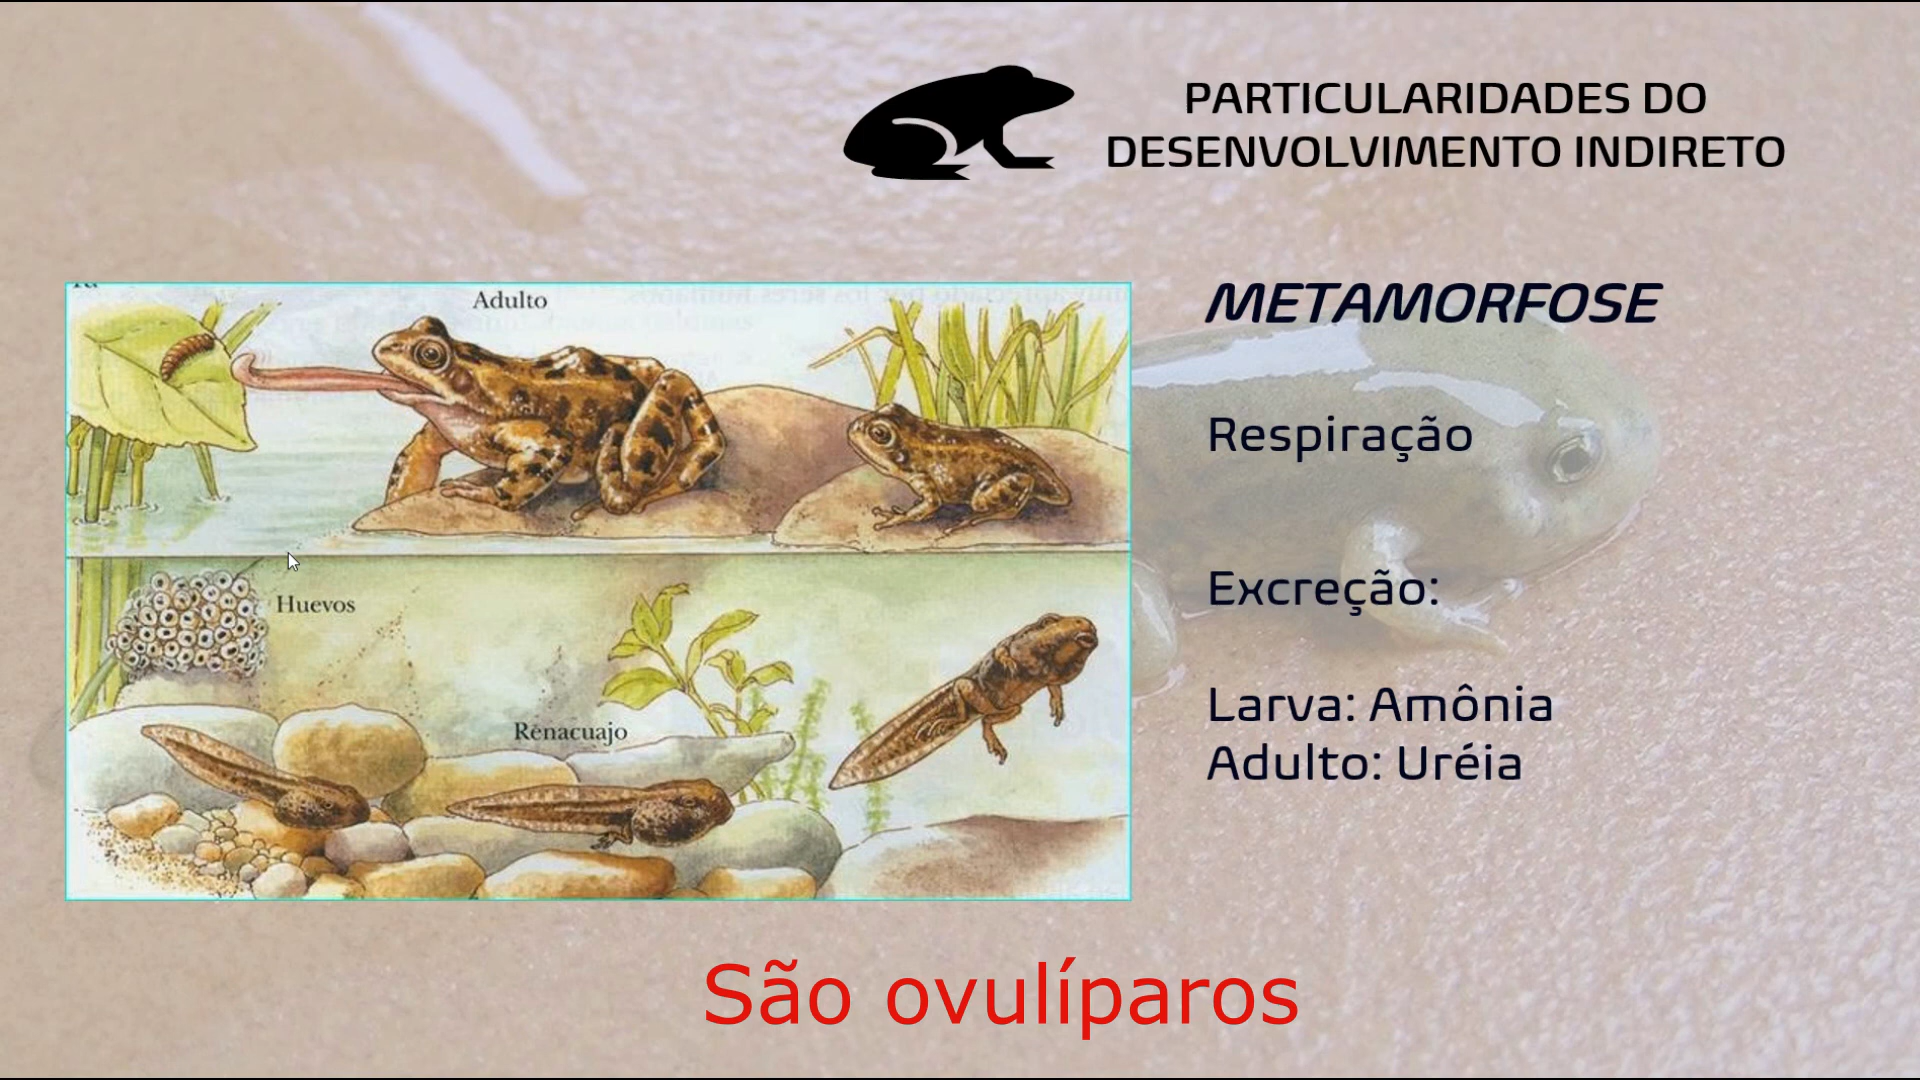 PARTICULARIDADES DO
DESENVOLVIMENTO INDIRETO
Adulto
Huevos
Renacuajo
METAMORFOSE
Respiração
Excreção:
Larva: Amônia
Adulto: Uréia
São ovulíparos